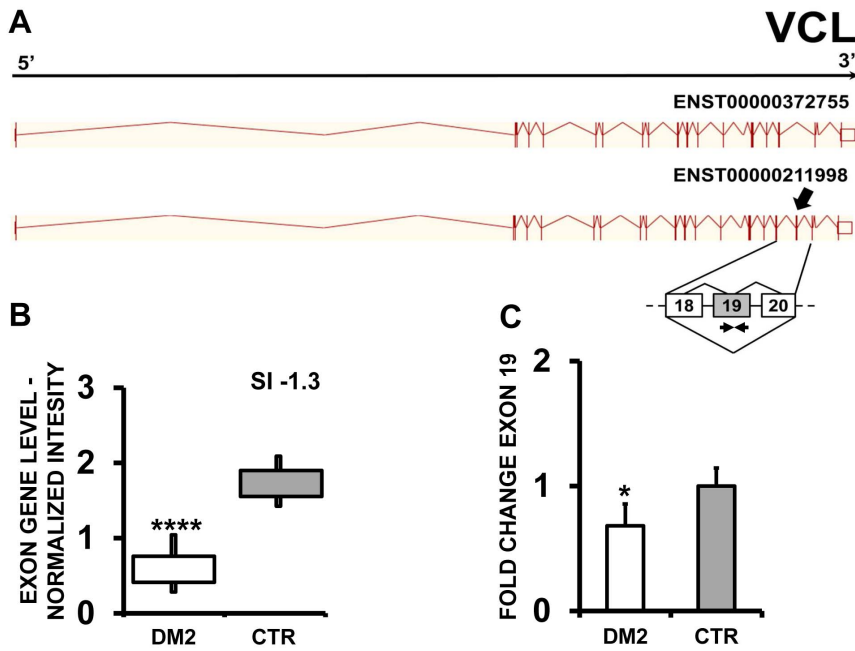 A
VCL
5’
3’
ENST00000372755
ENST00000211998
18
19
20
B
EXON GENE LEVEL -
NORMALIZED INTESITY
3
2
1
0
SI -1.3
****
DM2
CTR
C
FOLD CHANGE EXON 19
2
1
0
*
DM2
CTR